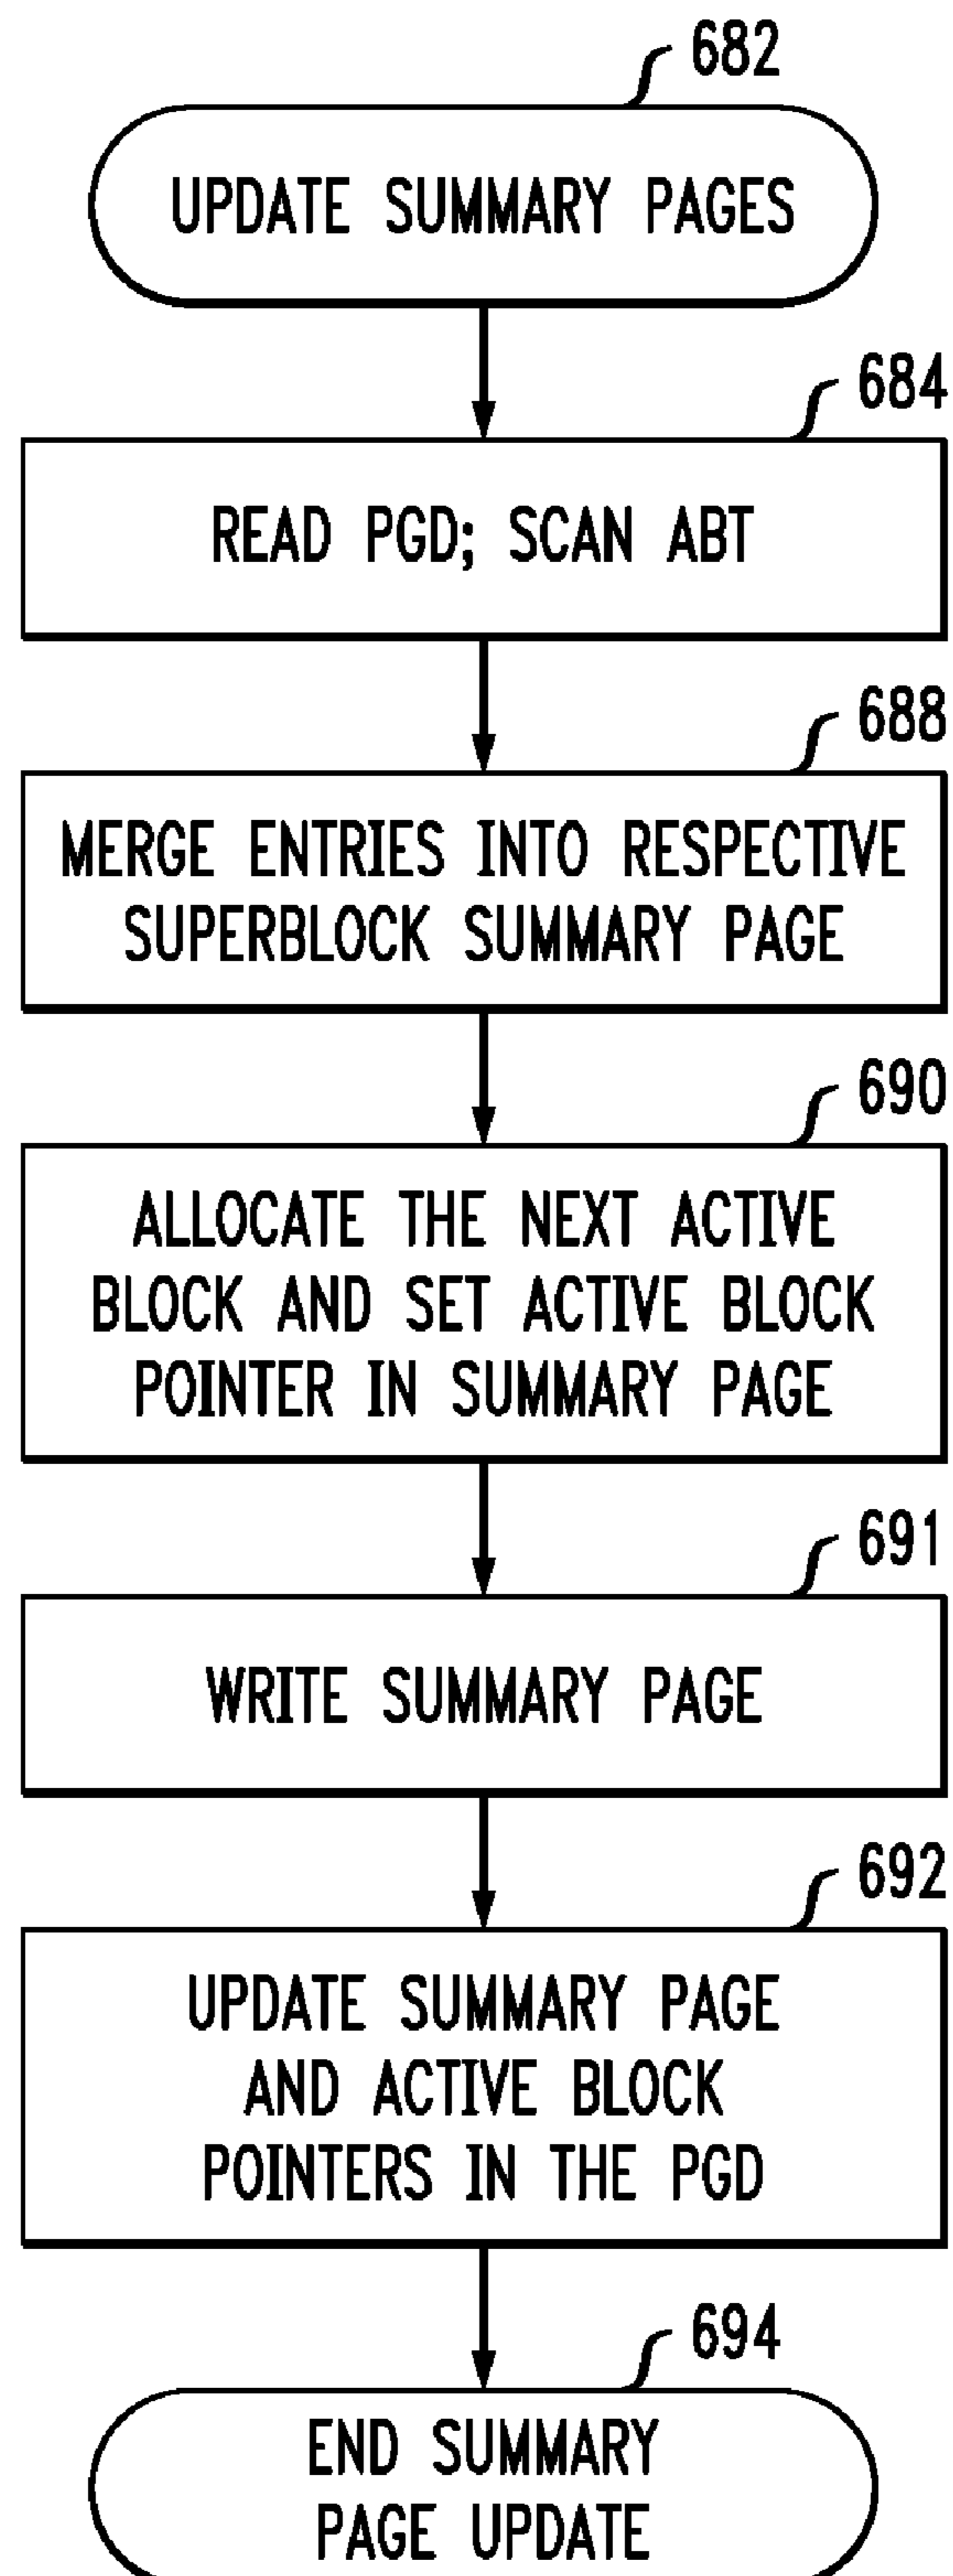 682
UPDATE SUMMARY PAGES
684
READ PGD; SCAN ABT
688
MERGE ENTRIES INTO RESPECTIVE
SUPERBLOCK SUMMARY PAGE
690
ALLOCATE THE NEXT ACTIVE
BLOCK AND SET ACTIVE BLOCK
POINTER IN SUMMARY PAGE
691
WRITE SUMMARY PAGE
692
UPDATE SUMMARY PAGE
AND ACTIVE BLOCK
POINTERS IN THE PGD
694
END SUMMARY
PAGE UPDATE